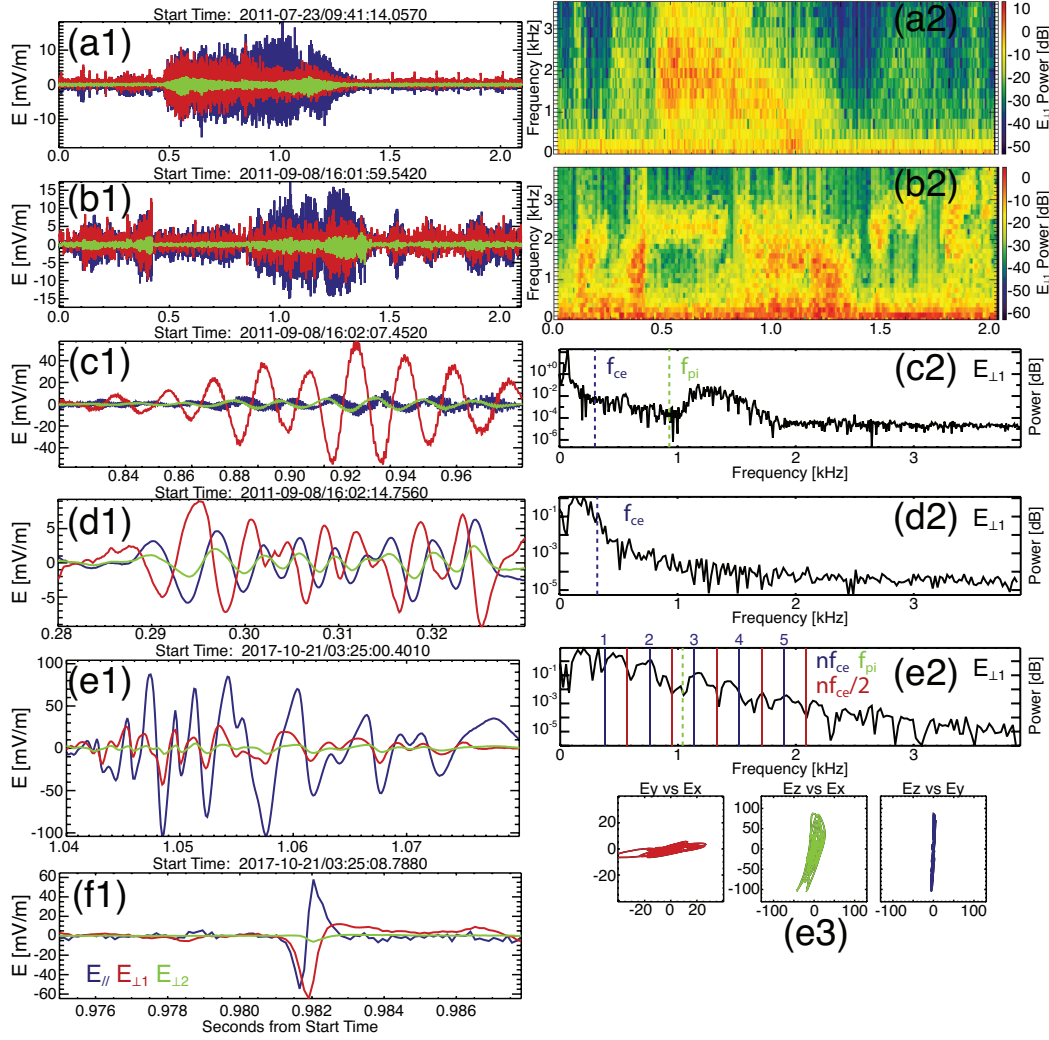 Start Time: 2011-07-23/09:41:14.0570
(a1)
E [mV/m]
10
0
-10
0.0 0.5 1.0 1.5 2.0
(a2)
Frequency [kHz]
3
2
1
0
10
0
-10
-20
-30
-40
-50
E⊥1 Power [dB]
Start Time: 2011-09-08/16:01:59.5420
(b1)
E [mV/m]
15
10
5
0
-5
-10
-15
0.0 0.5 1.0 1.5 2.0
(b2)
Frequency [kHz]
3
2
1
0
0.0 0.5 1.0 1.5 2.0
0
-10
-20
-30
-40
-50
-60
E⊥1 Power [dB]
Start Time: 2011-09-08/16:02:07.4520
(c1)
E [mV/m]
40
20
0
-20
-40
0.84 0.86 0.88 0.90 0.92 0.94 0.96
(c2)
fce
fpi
E⊥1
10^0
10^-2
10^-4
10^-6
0 1 2 3
Frequency [kHz]
Power [dB]
Start Time: 2011-09-08/16:02:14.7560
(d1)
E [mV/m]
5
0
-5
0.28 0.29 0.30 0.31 0.32
(d2)
fce
E⊥1
10^-1
10^-3
10^-5
0 1 2 3
Power [dB]
Start Time: 2017-10-21/03:25:00.4010
(e1)
E [mV/m]
100
50
0
-50
-100
1.04 1.05 1.06 1.07
1 2 3 4 5
(e2)
nfce fpi
nfce/2
E⊥1
10^-1
10^-3
10^-5
0 1 2 3
Frequency [kHz]
Power [dB]
Ey vs Ex
20
0
-20
-20 0 20
Ez vs Ex
100
50
0
-50
-100
-100 0 100
Ez vs Ey
-100 0 100
(e3)
Start Time: 2017-10-21/03:25:08.7880
(f1)
E [mV/m]
60
40
20
0
-20
-40
-60
E// E⊥1 E⊥2
0.976 0.978 0.980 0.982 0.984 0.986
Seconds from Start Time